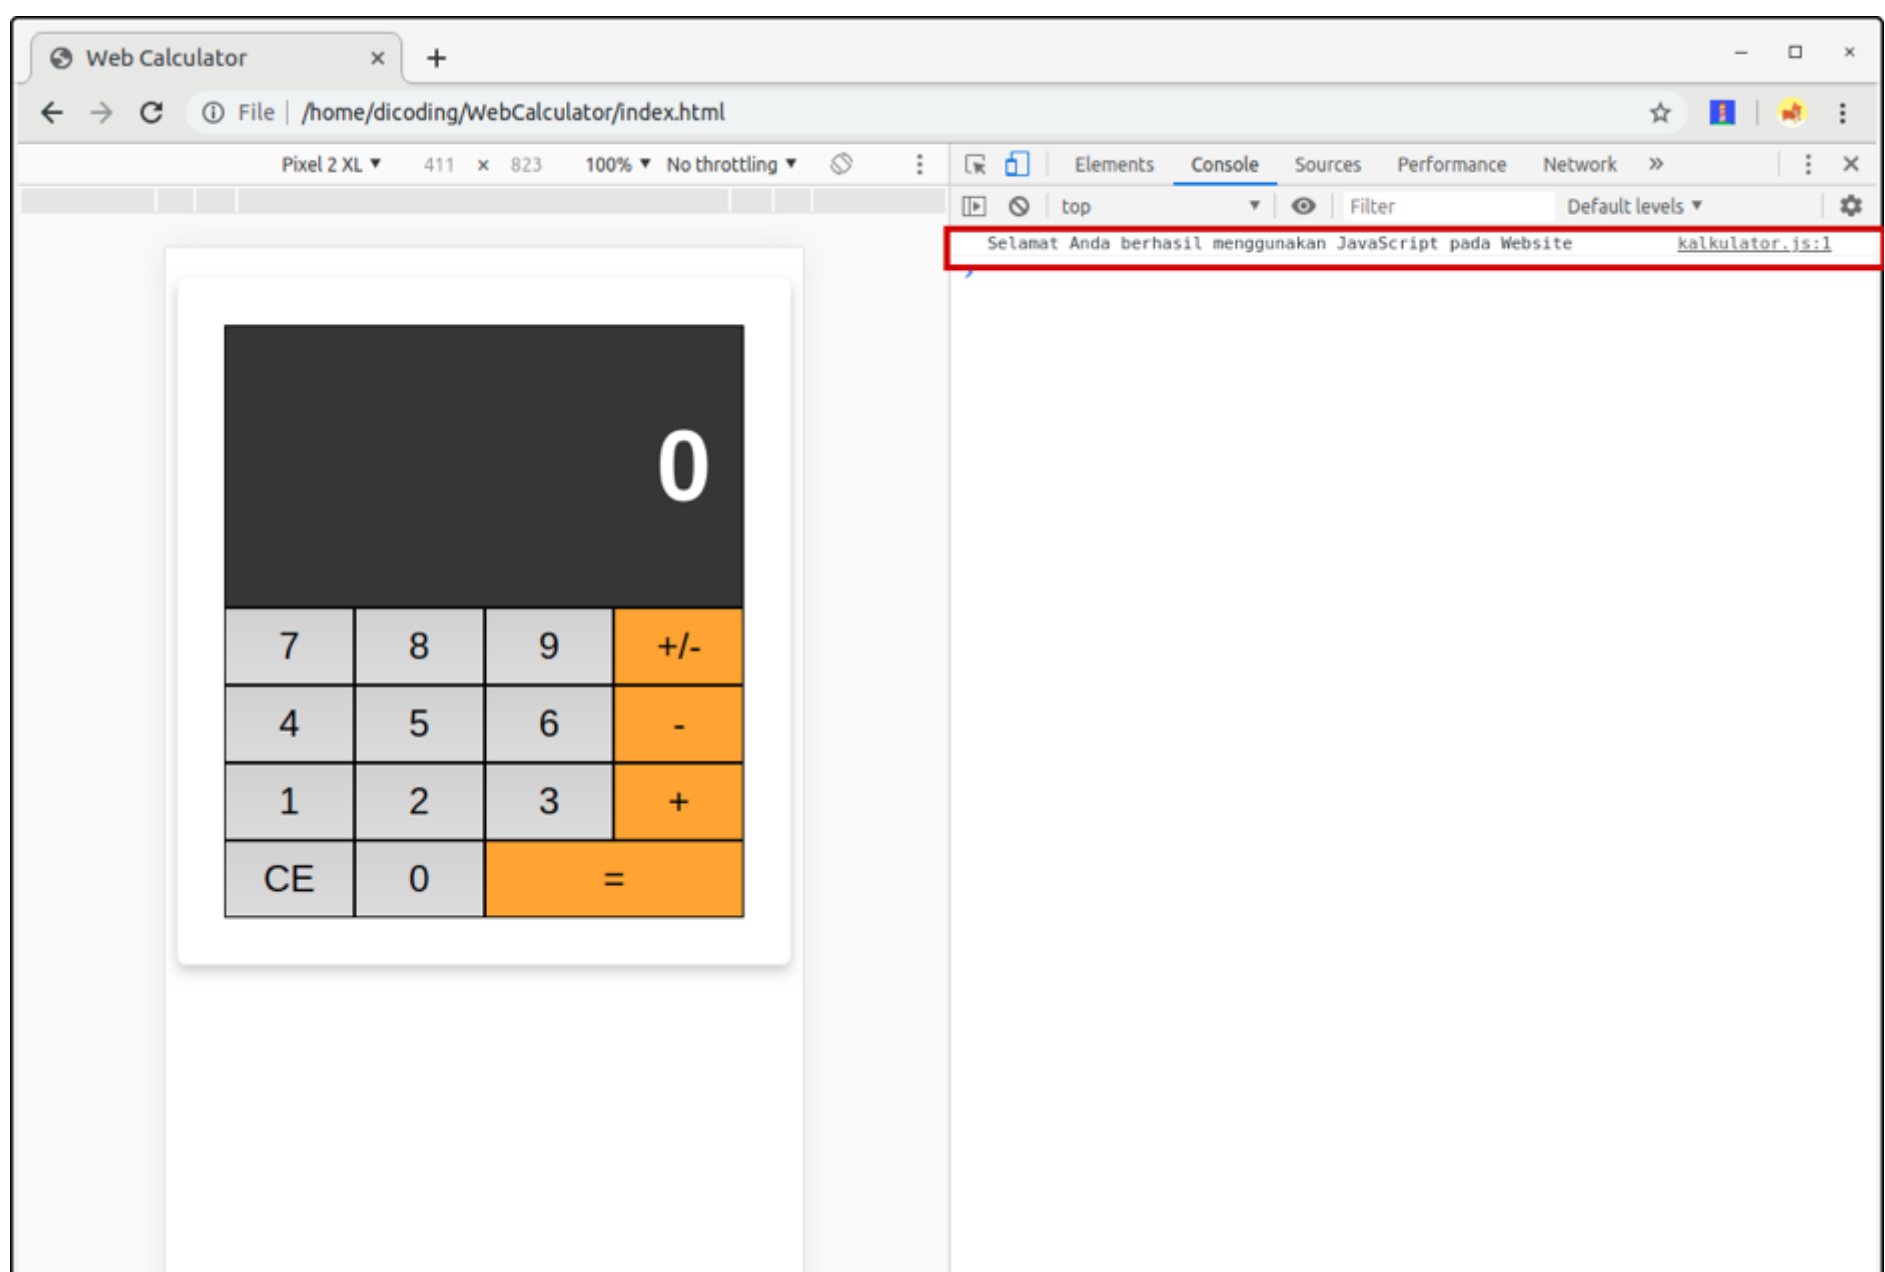 Web Calculator
File /home/dicoding/WebCalculator/index.html
Pixel 2 XL 411 × 823 100% No throttling
Elements Console Sources Performance Network
top Filter Default levels
Selamat Anda berhasil menggunakan JavaScript pada Website kalkulator.js:1
0
7 8 9 +/-
4 5 6 -
1 2 3 +
CE 0 =